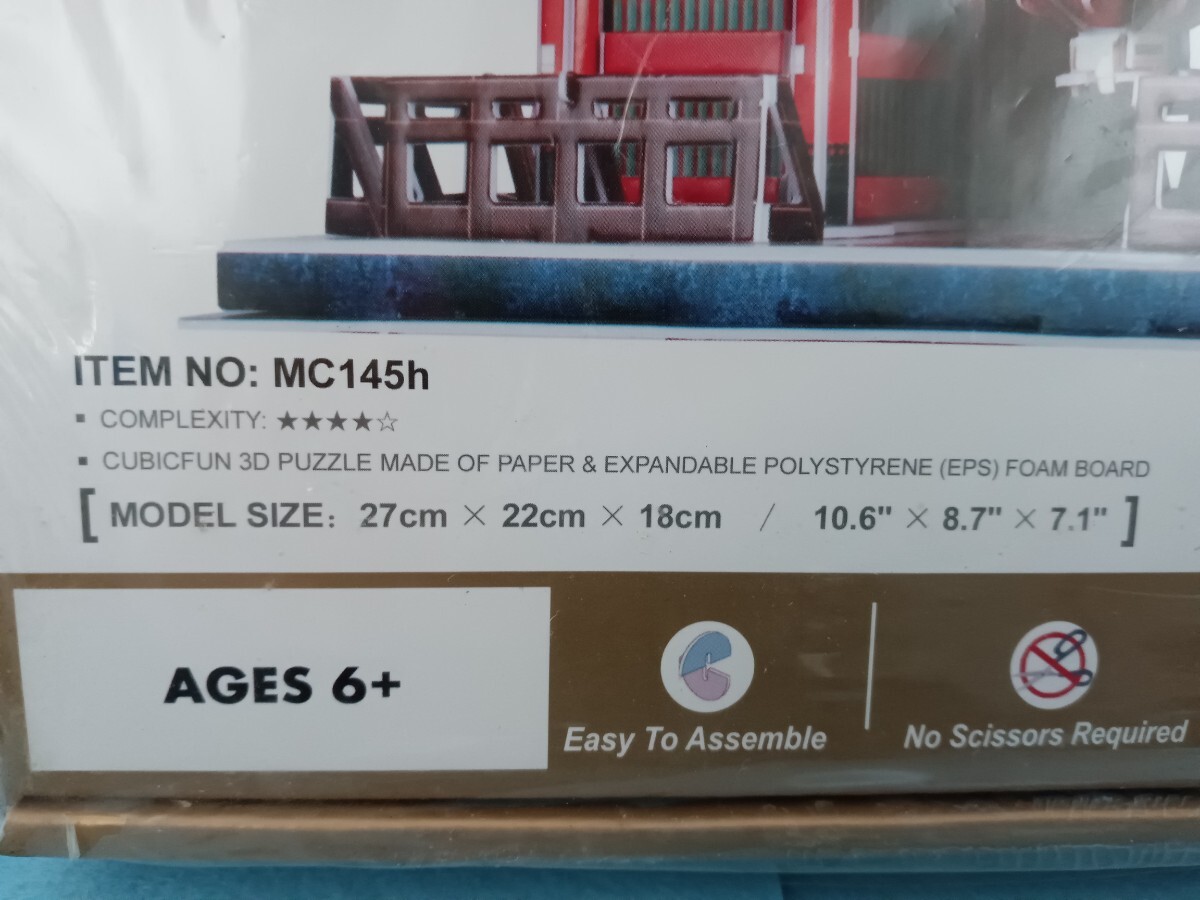 ITEM NO: MC145h
▪ COMPLEXITY: ★★★★☆
▪ CUBICFUN 3D PUZZLE MADE OF PAPER & EXPANDABLE POLYSTYRENE (EPS) FOAM BOARD
[ MODEL SIZE: 27cm × 22cm × 18cm / 10.6" × 8.7" × 7.1" ]
AGES 6+
Easy To Assemble
No Scissors Required